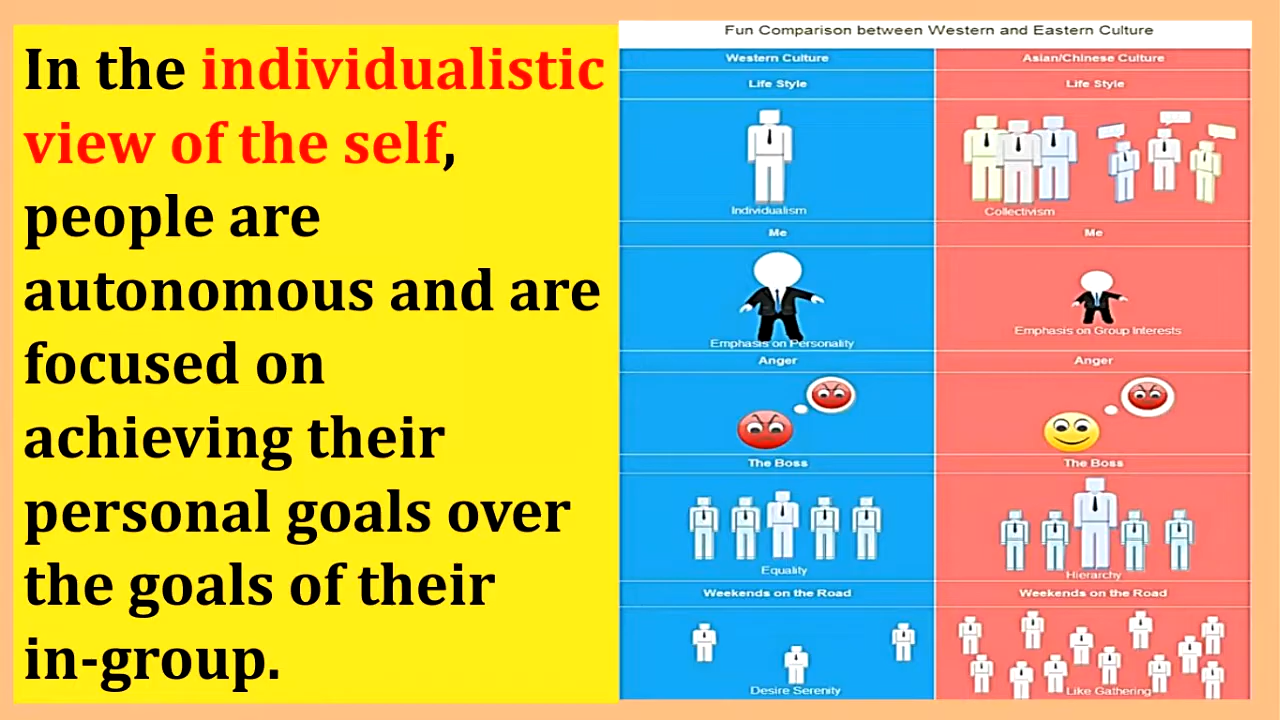 In the individualistic
view of the self,
people are
autonomous and are
focused on
achieving their
personal goals over
the goals of their
in-group.
Fun Comparison between Western and Eastern Culture
Western Culture
Asian/Chinese Culture
Life Style
Life Style
Individualism
Collectivism
Me
Me
Emphasis on Personality
Emphasis on Group Interests
Anger
Anger
The Boss
The Boss
Equality
Hierarchy
Weekends on the Road
Weekends on the Road
Desire Serenity
Like Gathering